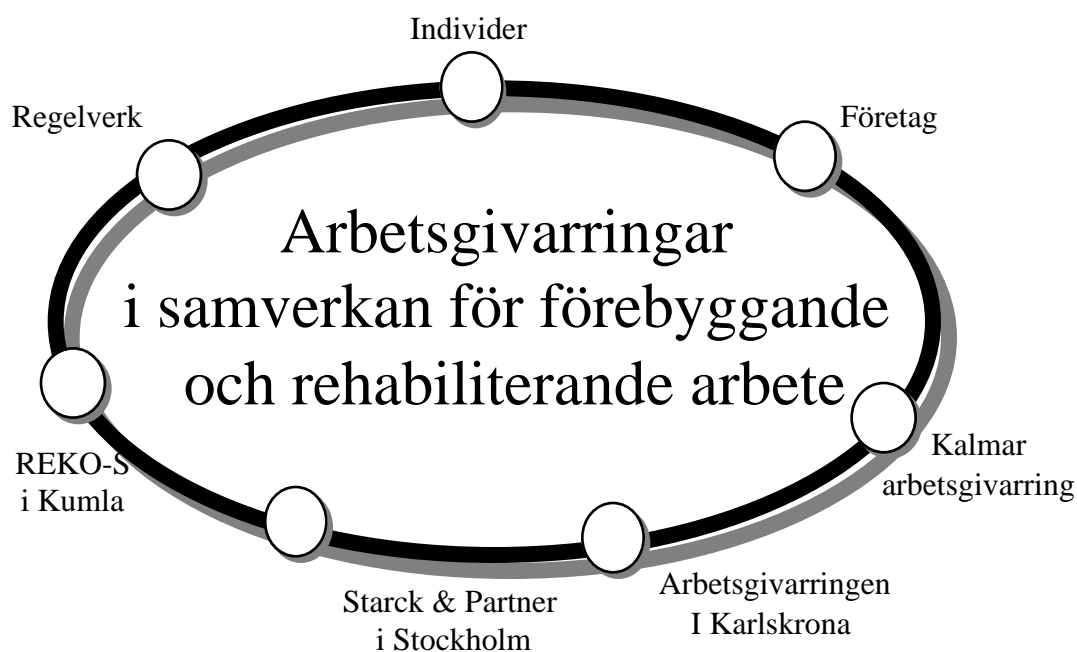 Individer
Regelverk
Företag
Arbetsgivarringar
i samverkan för förebyggande
och rehabiliterande arbete
Kalmar
arbetsgivarring
REKO-S
i Kumla
Arbetsgivarringen
I Karlskrona
Starck & Partner
i Stockholm